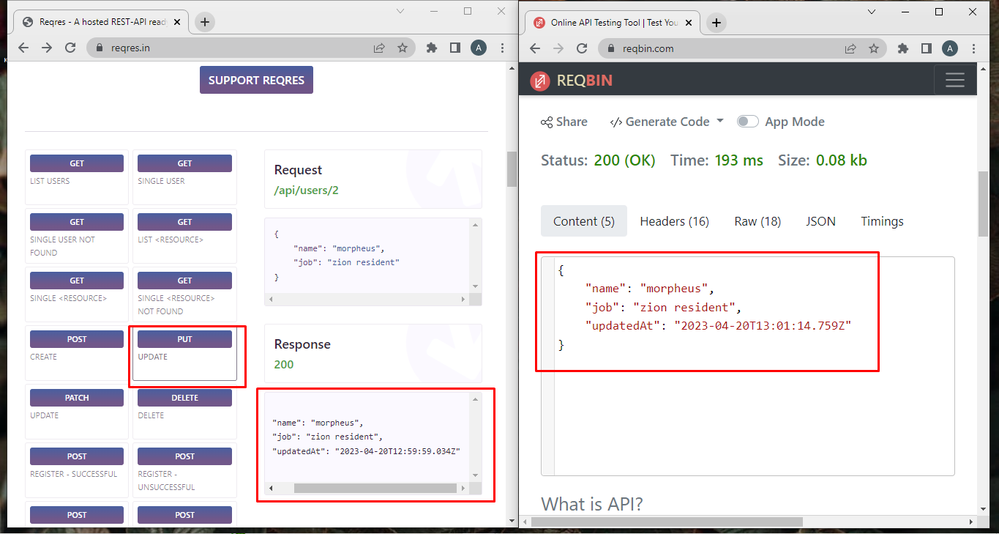 Reqres - A hosted REST-API read
reqres.in
A
SUPPORT REQRES
GET
LIST USERS
GET
SINGLE USER
GET
SINGLE USER NOT
FOUND
GET
LIST <RESOURCE>
GET
SINGLE <RESOURCE>
GET
SINGLE <RESOURCE>
NOT FOUND
POST
CREATE
PUT
UPDATE
PATCH
UPDATE
DELETE
DELETE
POST
REGISTER - SUCCESSFUL
POST
REGISTER -
UNSUCCESSFUL
POST
POST
Request
/api/users/2
{
"name": "morpheus",
"job": "zion resident"
}
Response
200
"name": "morpheus",
"job": "zion resident",
"updatedAt": "2023-04-20T12:59:59.034Z"
Online API Testing Tool | Test You
reqbin.com
A
REQBIN
Share
</> Generate Code
App Mode
Status: 200 (OK) Time: 193 ms Size: 0.08 kb
Content (5) Headers (16) Raw (18) JSON Timings
{
"name": "morpheus",
"job": "zion resident",
"updatedAt": "2023-04-20T13:01:14.759Z"
}
What is API?